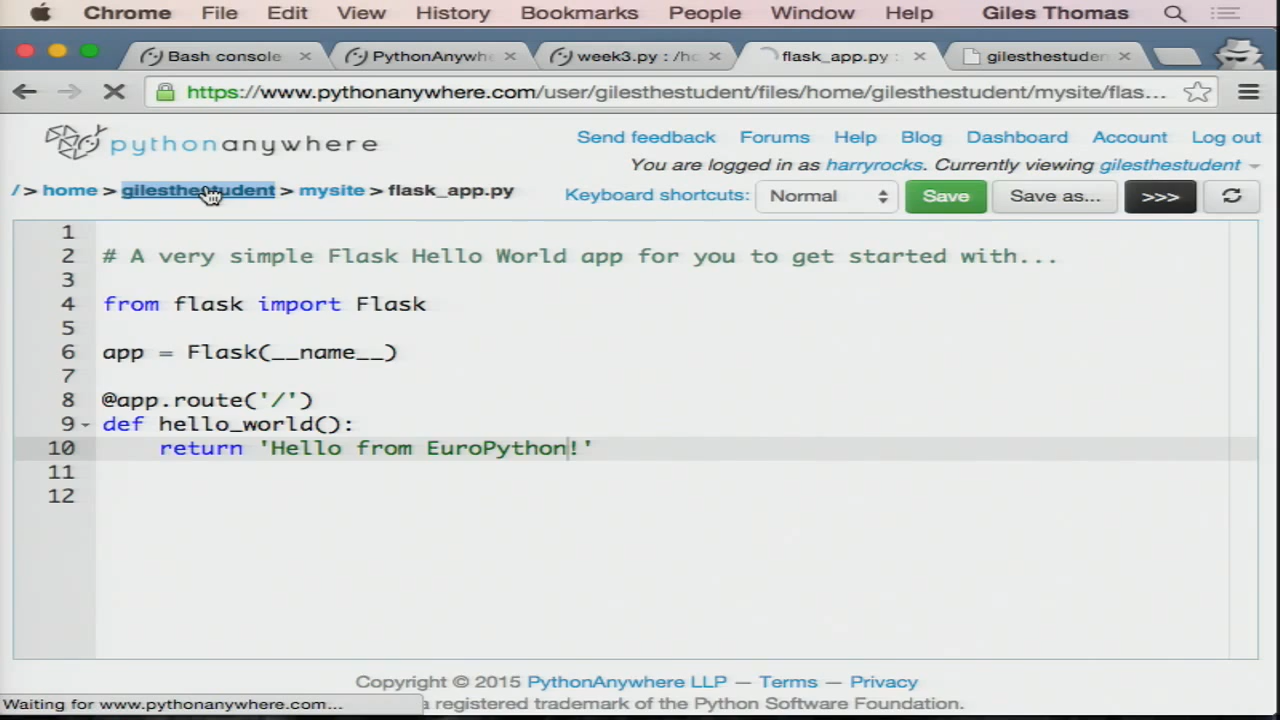 Chrome File Edit View History Bookmarks People Window Help Giles Thomas
Bash console PythonAnywh week3.py : /ho flask_app.py : gilesthestuden
https://www.pythonanywhere.com/user/gilesthestudent/files/home/gilesthestudent/mysite/flas...
pythonanywhere
Send feedback Forums Help Blog Dashboard Account Log out
You are logged in as harryrocks. Currently viewing gilesthestudent
/ > home > gilesthestudent > mysite > flask_app.py
Keyboard shortcuts: Normal Save Save as... >>>
1
2 # A very simple Flask Hello World app for you to get started with...
3
4 from flask import Flask
5
6 app = Flask(__name__)
7
8 @app.route('/')
9 def hello_world():
10 return 'Hello from EuroPython!'
11
12
Copyright © 2015 PythonAnywhere LLP — Terms — Privacy
Waiting for www.pythonanywhere.com...
a registered trademark of the Python Software Foundation.